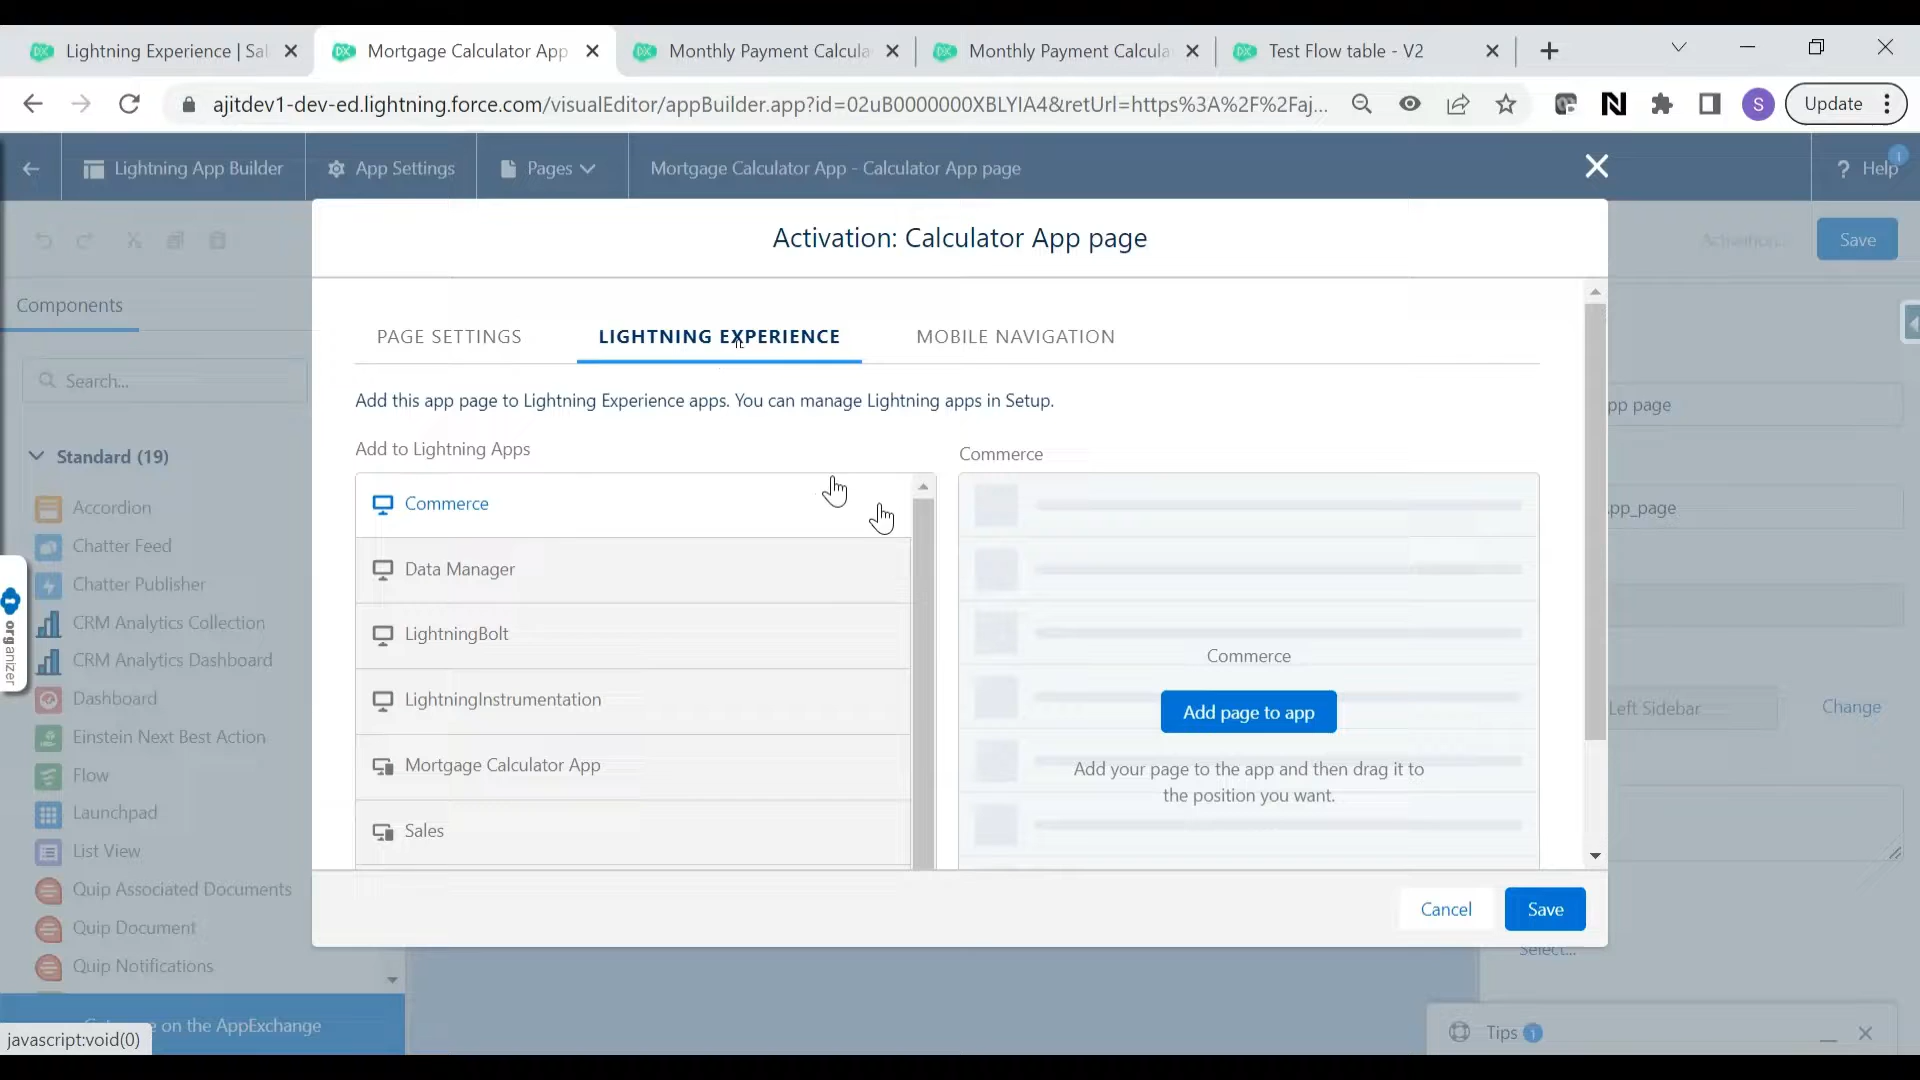 Lightning Experience | Sal
Mortgage Calculator App
Monthly Payment Calcula
Monthly Payment Calcula
Test Flow table - V2
ajitdev1-dev-ed.lightning.force.com/visualEditor/appBuilder.app?id=02uB0000000XBLYIA4&retUrl=https%3A%2F%2Faj...
S
Update
Lightning App Builder
App Settings
Pages
Mortgage Calculator App - Calculator App page
? Help
Activation: Calculator App page
Activation...
Save
Components
Search...
PAGE SETTINGS
LIGHTNING EXPERIENCE
MOBILE NAVIGATION
Add this app page to Lightning Experience apps. You can manage Lightning apps in Setup.
pp page
Add to Lightning Apps
Commerce
Standard (19)
Commerce
Accordion
pp_page
Chatter Feed
Data Manager
Chatter Publisher
CRM Analytics Collection
LightningBolt
organizer
CRM Analytics Dashboard
Commerce
Dashboard
LightningInstrumentation
Add page to app
Left Sidebar
Change
Einstein Next Best Action
Mortgage Calculator App
Add your page to the app and then drag it to
the position you want.
Flow
Launchpad
Sales
List View
Quip Associated Documents
Cancel
Save
Quip Document
Select...
Quip Notifications
on the AppExchange
Tips 1
javascript:void(0)